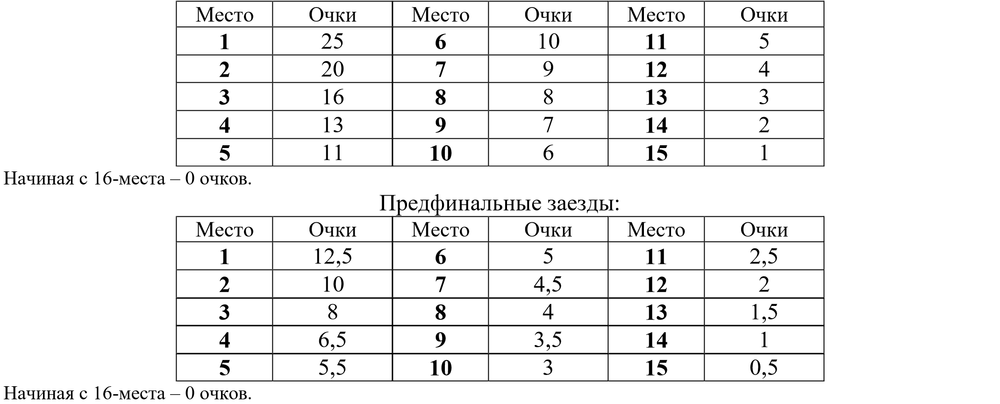 Место Очки Место Очки Место Очки
1 25 6 10 11 5
2 20 7 9 12 4
3 16 8 8 13 3
4 13 9 7 14 2
5 11 10 6 15 1
Начиная с 16-места – 0 очков.
Предфинальные заезды:
Место Очки Место Очки Место Очки
1 12,5 6 5 11 2,5
2 10 7 4,5 12 2
3 8 8 4 13 1,5
4 6,5 9 3,5 14 1
5 5,5 10 3 15 0,5
Начиная с 16-места – 0 очков.